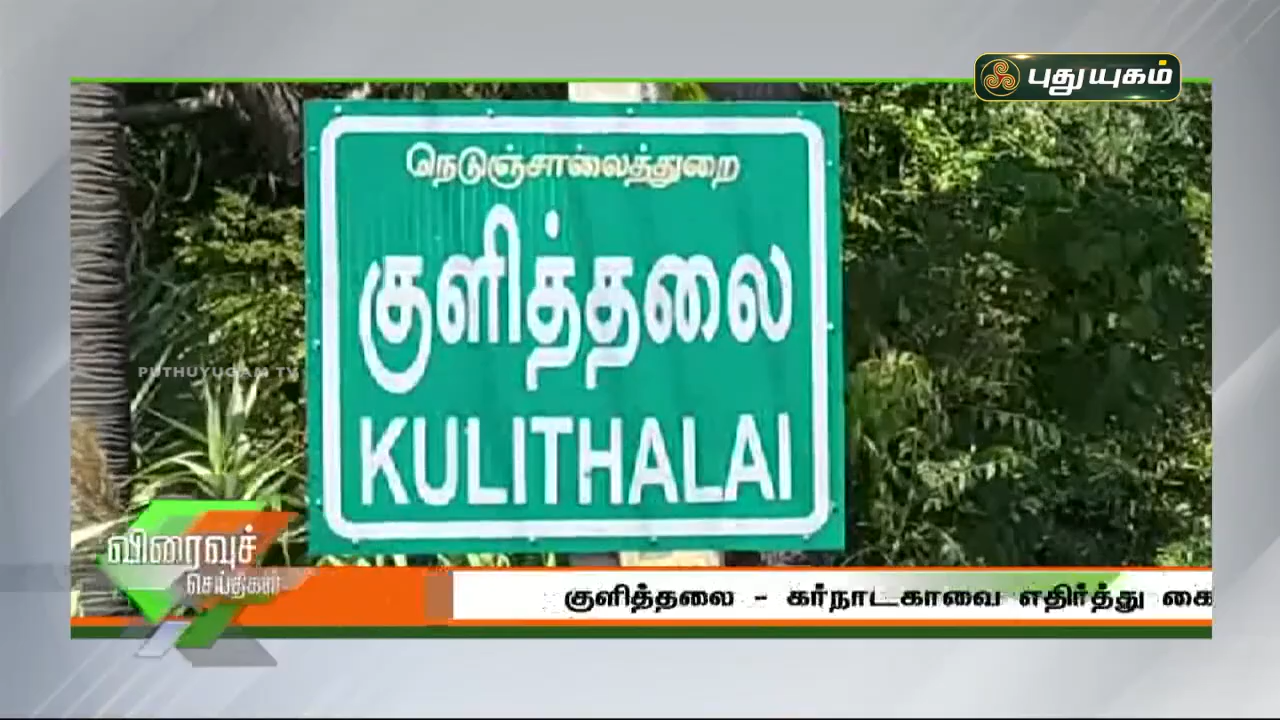 புதுயுகம்
நெடுஞ்சாலைத்துறை
குளித்தலை
KULITHALAI
PUTHUYUGAM TV
விரைவுச்
செய்திகள்
குளித்தலை - கர்நாடகாவை எதிர்த்து கை